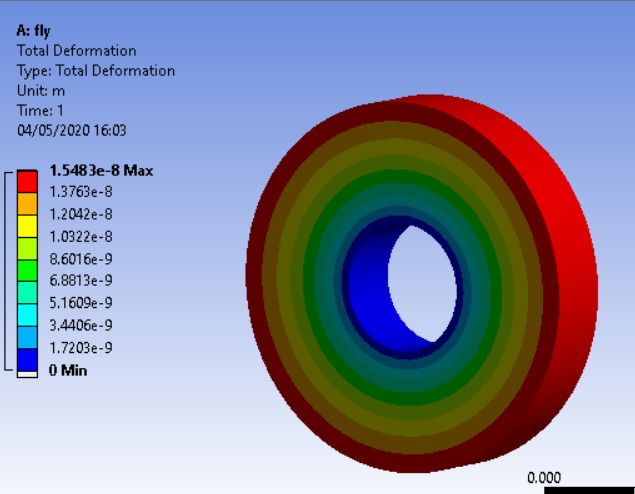 A: fly
Total Deformation
Type: Total Deformation
Unit: m
Time: 1
04/05/2020 16:03
1.5483e-8 Max
1.3763e-8
1.2042e-8
1.0322e-8
8.6016e-9
6.8813e-9
5.1609e-9
3.4406e-9
1.7203e-9
0 Min
0.000